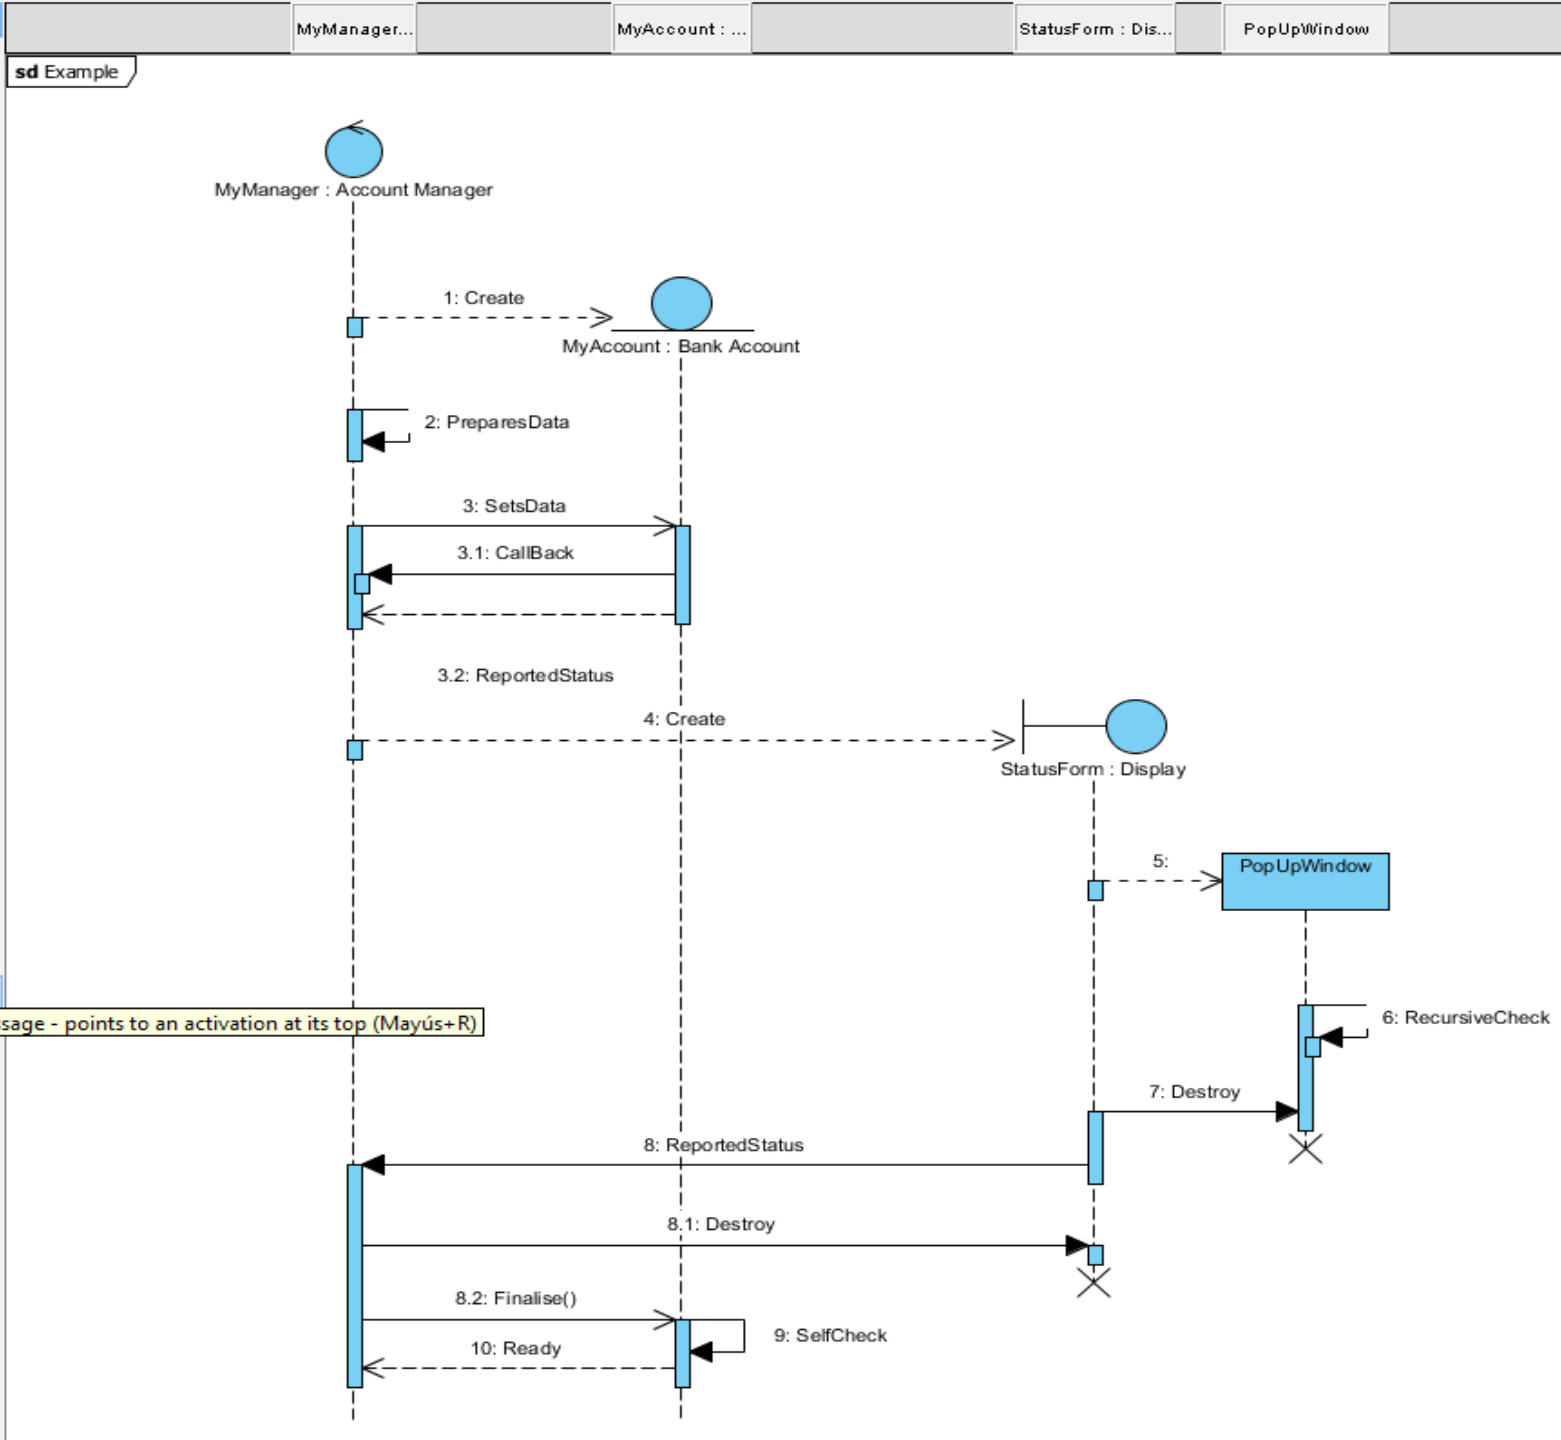 MyManager...
MyAccount : ...
StatusForm : Dis...
PopUpWindow
sd Example
MyManager : Account Manager
1: Create
MyAccount : Bank Account
2: PreparesData
3: SetsData
3.1: CallBack
3.2: ReportedStatus
4: Create
StatusForm : Display
5:
PopUpWindow
ssage - points to an activation at its top (Mayús+R)
6: RecursiveCheck
7: Destroy
8: ReportedStatus
8.1: Destroy
8.2: Finalise()
9: SelfCheck
10: Ready